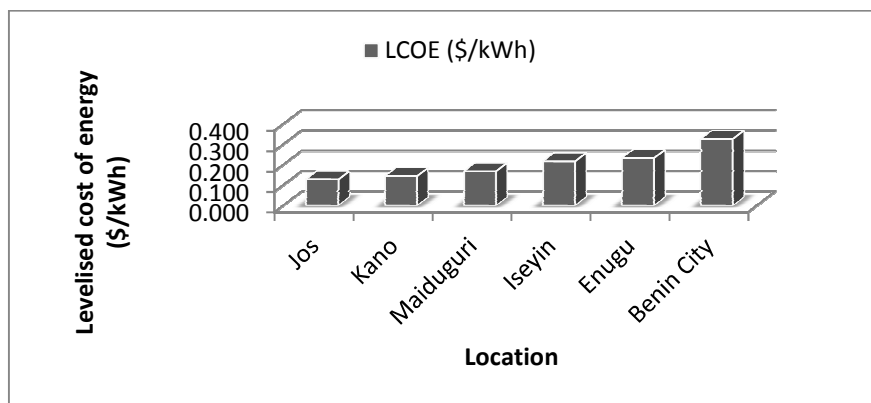 LCOE ($/kWh)
Levelised cost of energy
($/kWh)
0.400
0.300
0.200
0.100
0.000
Jos
Kano
Maiduguri
Iseyin
Enugu
Benin City
Location